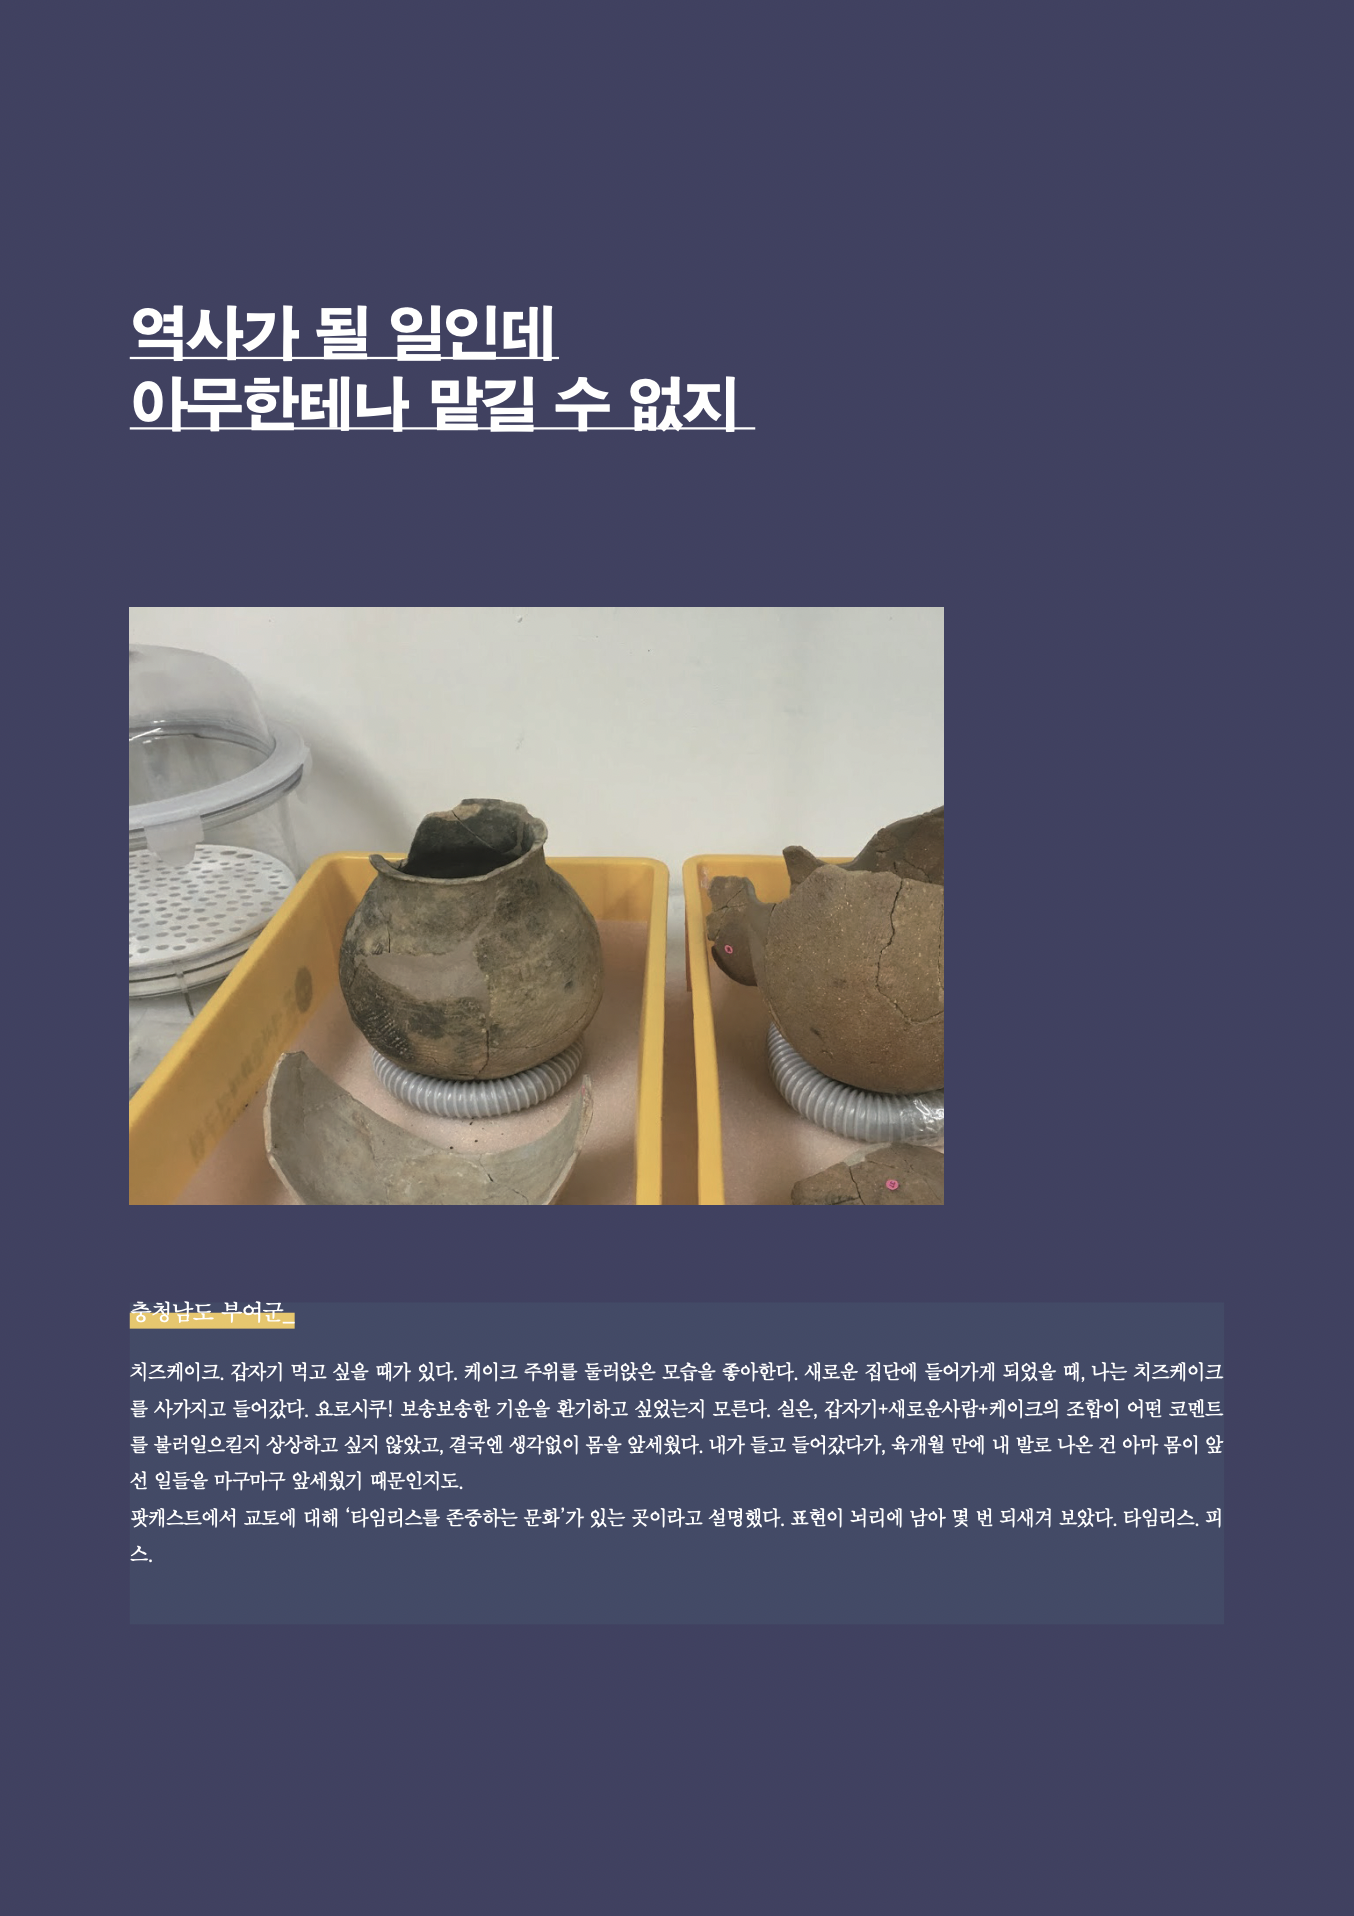 역사가 될 일인데
아무한테나 맡길 수 없지
충청남도 부여군_
치즈케이크. 갑자기 먹고 싶을 때가 있다. 케이크 주위를 둘러앉은 모습을 좋아한다. 새로운 집단에 들어가게 되었을 때, 나는 치즈케이크
를 사가지고 들어갔다. 요로시쿠! 보송보송한 기운을 환기하고 싶었는지 모른다. 실은, 갑자기+새로운사람+케이크의 조합이 어떤 코멘트
를 불러일으킬지 상상하고 싶지 않았고, 결국엔 생각없이 몸을 앞세웠다. 내가 들고 들어갔다가, 육개월 만에 내 발로 나온 건 아마 몸이 앞
선 일들을 마구마구 앞세웠기 때문인지도.
팟캐스트에서 교토에 대해 ‘타임리스를 존중하는 문화’가 있는 곳이라고 설명했다. 표현이 뇌리에 남아 몇 번 되새겨 보았다. 타임리스. 피
스.